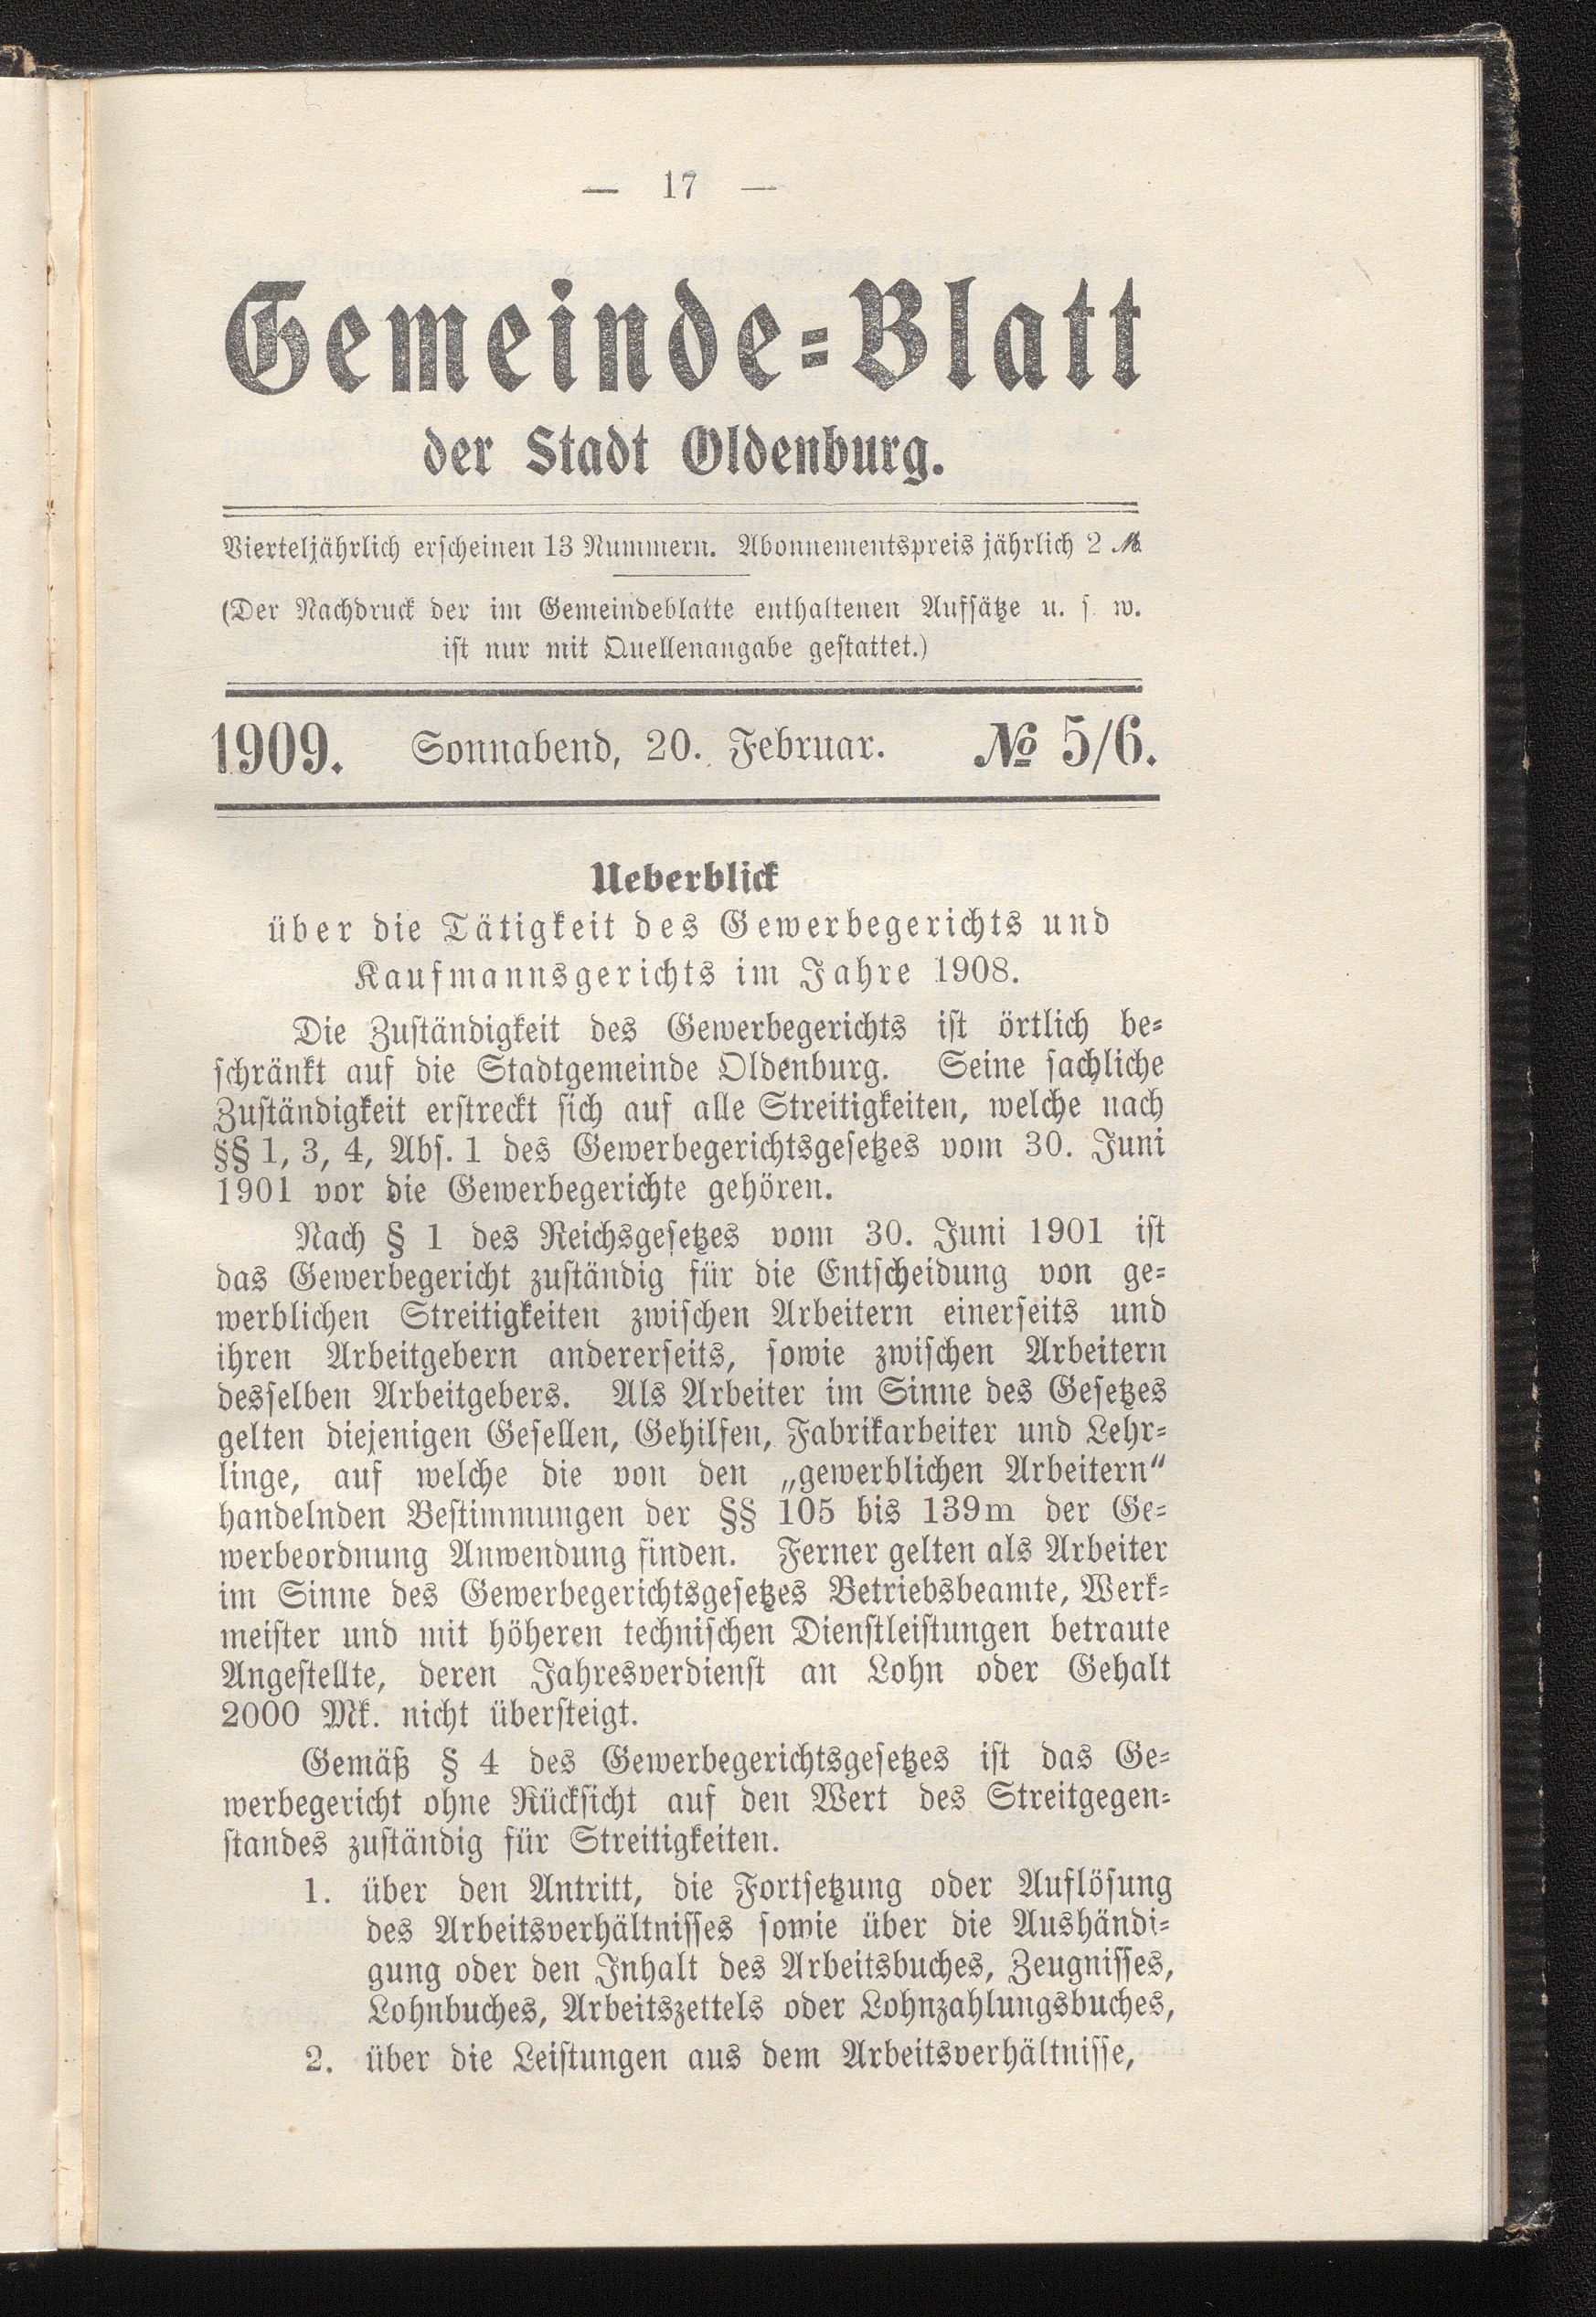 — 17 —
Gemeinde-Blatt
der Stadt Oldenburg.
Vierteljährlich erscheinen 13 Nummern. Abonnementspreis jährlich 2 ℳ
(Der Nachdruck der im Gemeindeblatte enthaltenen Aufsätze u. s w.
ist nur mit Quellenangabe gestattet.)
1909. Sonnabend, 20. Februar. № 5/6.
Ueberblick
über die Tätigkeit des Gewerbegerichts und
Kaufmannsgerichts im Jahre 1908.
Die Zuständigkeit des Gewerbegerichts ist örtlich be-
schränkt auf die Stadtgemeinde Oldenburg. Seine sachliche
Zuständigkeit erstreckt sich auf alle Streitigkeiten, welche nach
§§ 1, 3, 4, Abs. 1 des Gewerbegerichtsgesetzes vom 30. Juni
1901 vor die Gewerbegerichte gehören.
Nach § 1 des Reichsgesetzes vom 30. Juni 1901 ist
das Gewerbegericht zuständig für die Entscheidung von ge-
werblichen Streitigkeiten zwischen Arbeitern einerseits und
ihren Arbeitgebern andererseits, sowie zwischen Arbeitern
desselben Arbeitgebers. Als Arbeiter im Sinne des Gesetzes
gelten diejenigen Gesellen, Gehilfen, Fabrikarbeiter und Lehr-
linge, auf welche die von den „gewerblichen Arbeitern“
handelnden Bestimmungen der §§ 105 bis 139m der Ge-
werbeordnung Anwendung finden. Ferner gelten als Arbeiter
im Sinne des Gewerbegerichtsgesetzes Betriebsbeamte, Werk-
meister und mit höheren technischen Dienstleistungen betraute
Angestellte, deren Jahresverdienst an Lohn oder Gehalt
2000 Mk. nicht übersteigt.
Gemäß § 4 des Gewerbegerichtsgesetzes ist das Ge-
werbegericht ohne Rücksicht auf den Wert des Streitgegen-
standes zuständig für Streitigkeiten.
1. über den Antritt, die Fortsetzung oder Auflösung
des Arbeitsverhältnisses sowie über die Aushändi-
gung oder den Inhalt des Arbeitsbuches, Zeugnisses,
Lohnbuches, Arbeitszettels oder Lohnzahlungsbuches,
2. über die Leistungen aus dem Arbeitsverhältnisse,